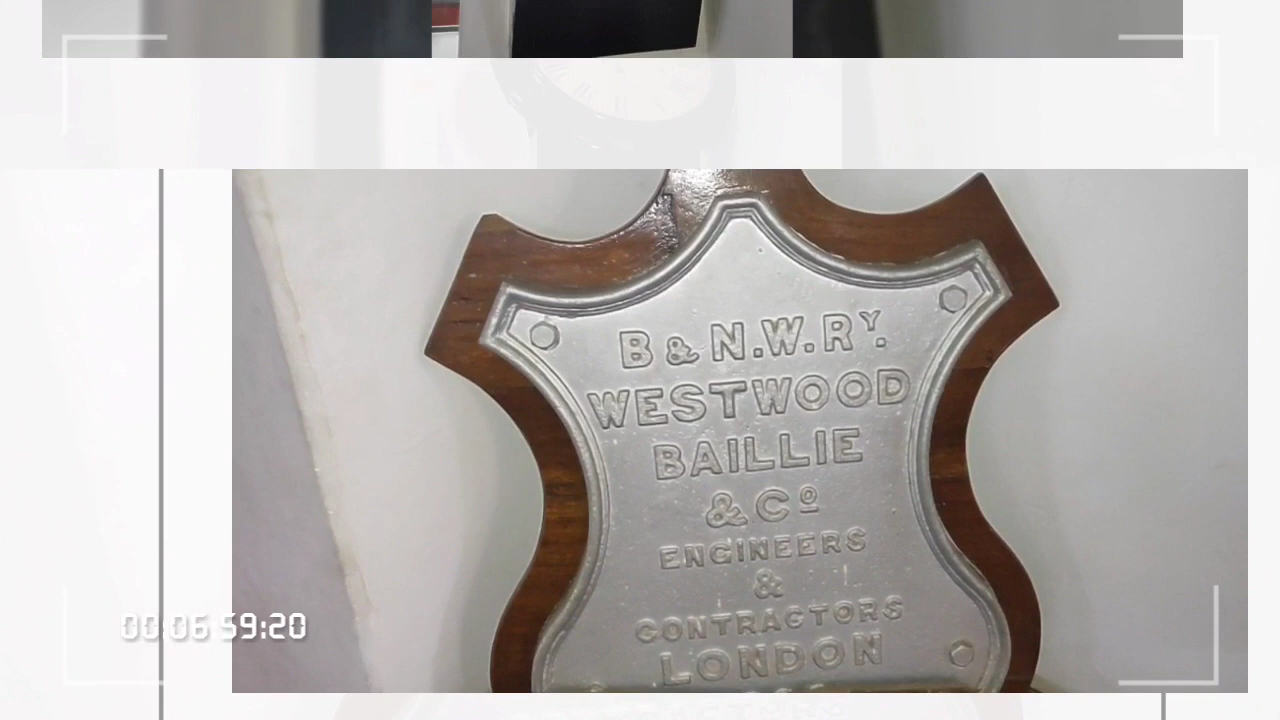 B & N.W.RY.
WESTWOOD
BAILLIE
& Cº
ENGINEERS
&
CONTRACTORS
LONDON
00:06 59:20